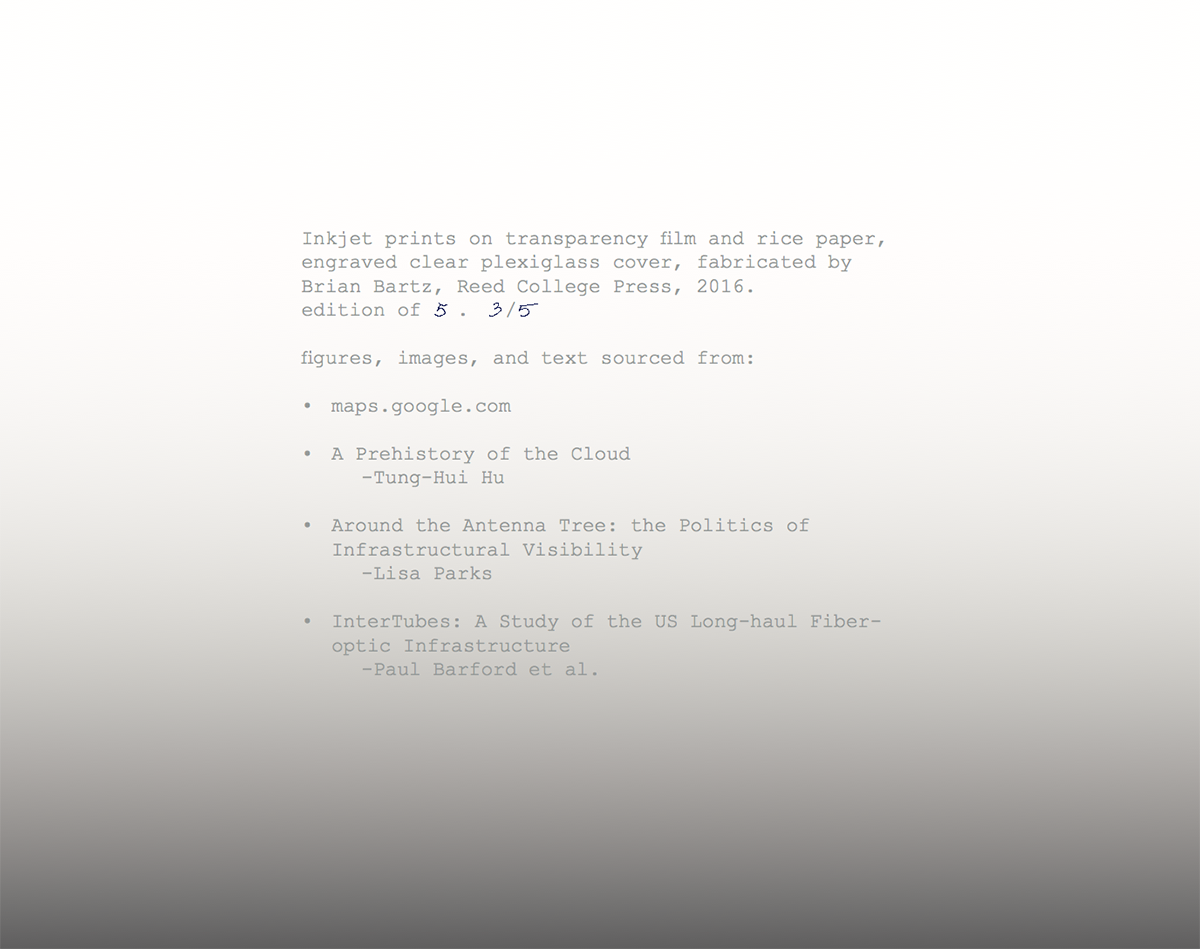 Inkjet prints on transparency film and rice paper,
engraved clear plexiglass cover, fabricated by
Brian Bartz, Reed College Press, 2016.
edition of 5 . 3/5
figures, images, and text sourced from:
• maps.google.com
• A Prehistory of the Cloud
-Tung-Hui Hu
• Around the Antenna Tree: the Politics of
Infrastructural Visibility
-Lisa Parks
• InterTubes: A Study of the US Long-haul Fiber-
optic Infrastructure
-Paul Barford et al.